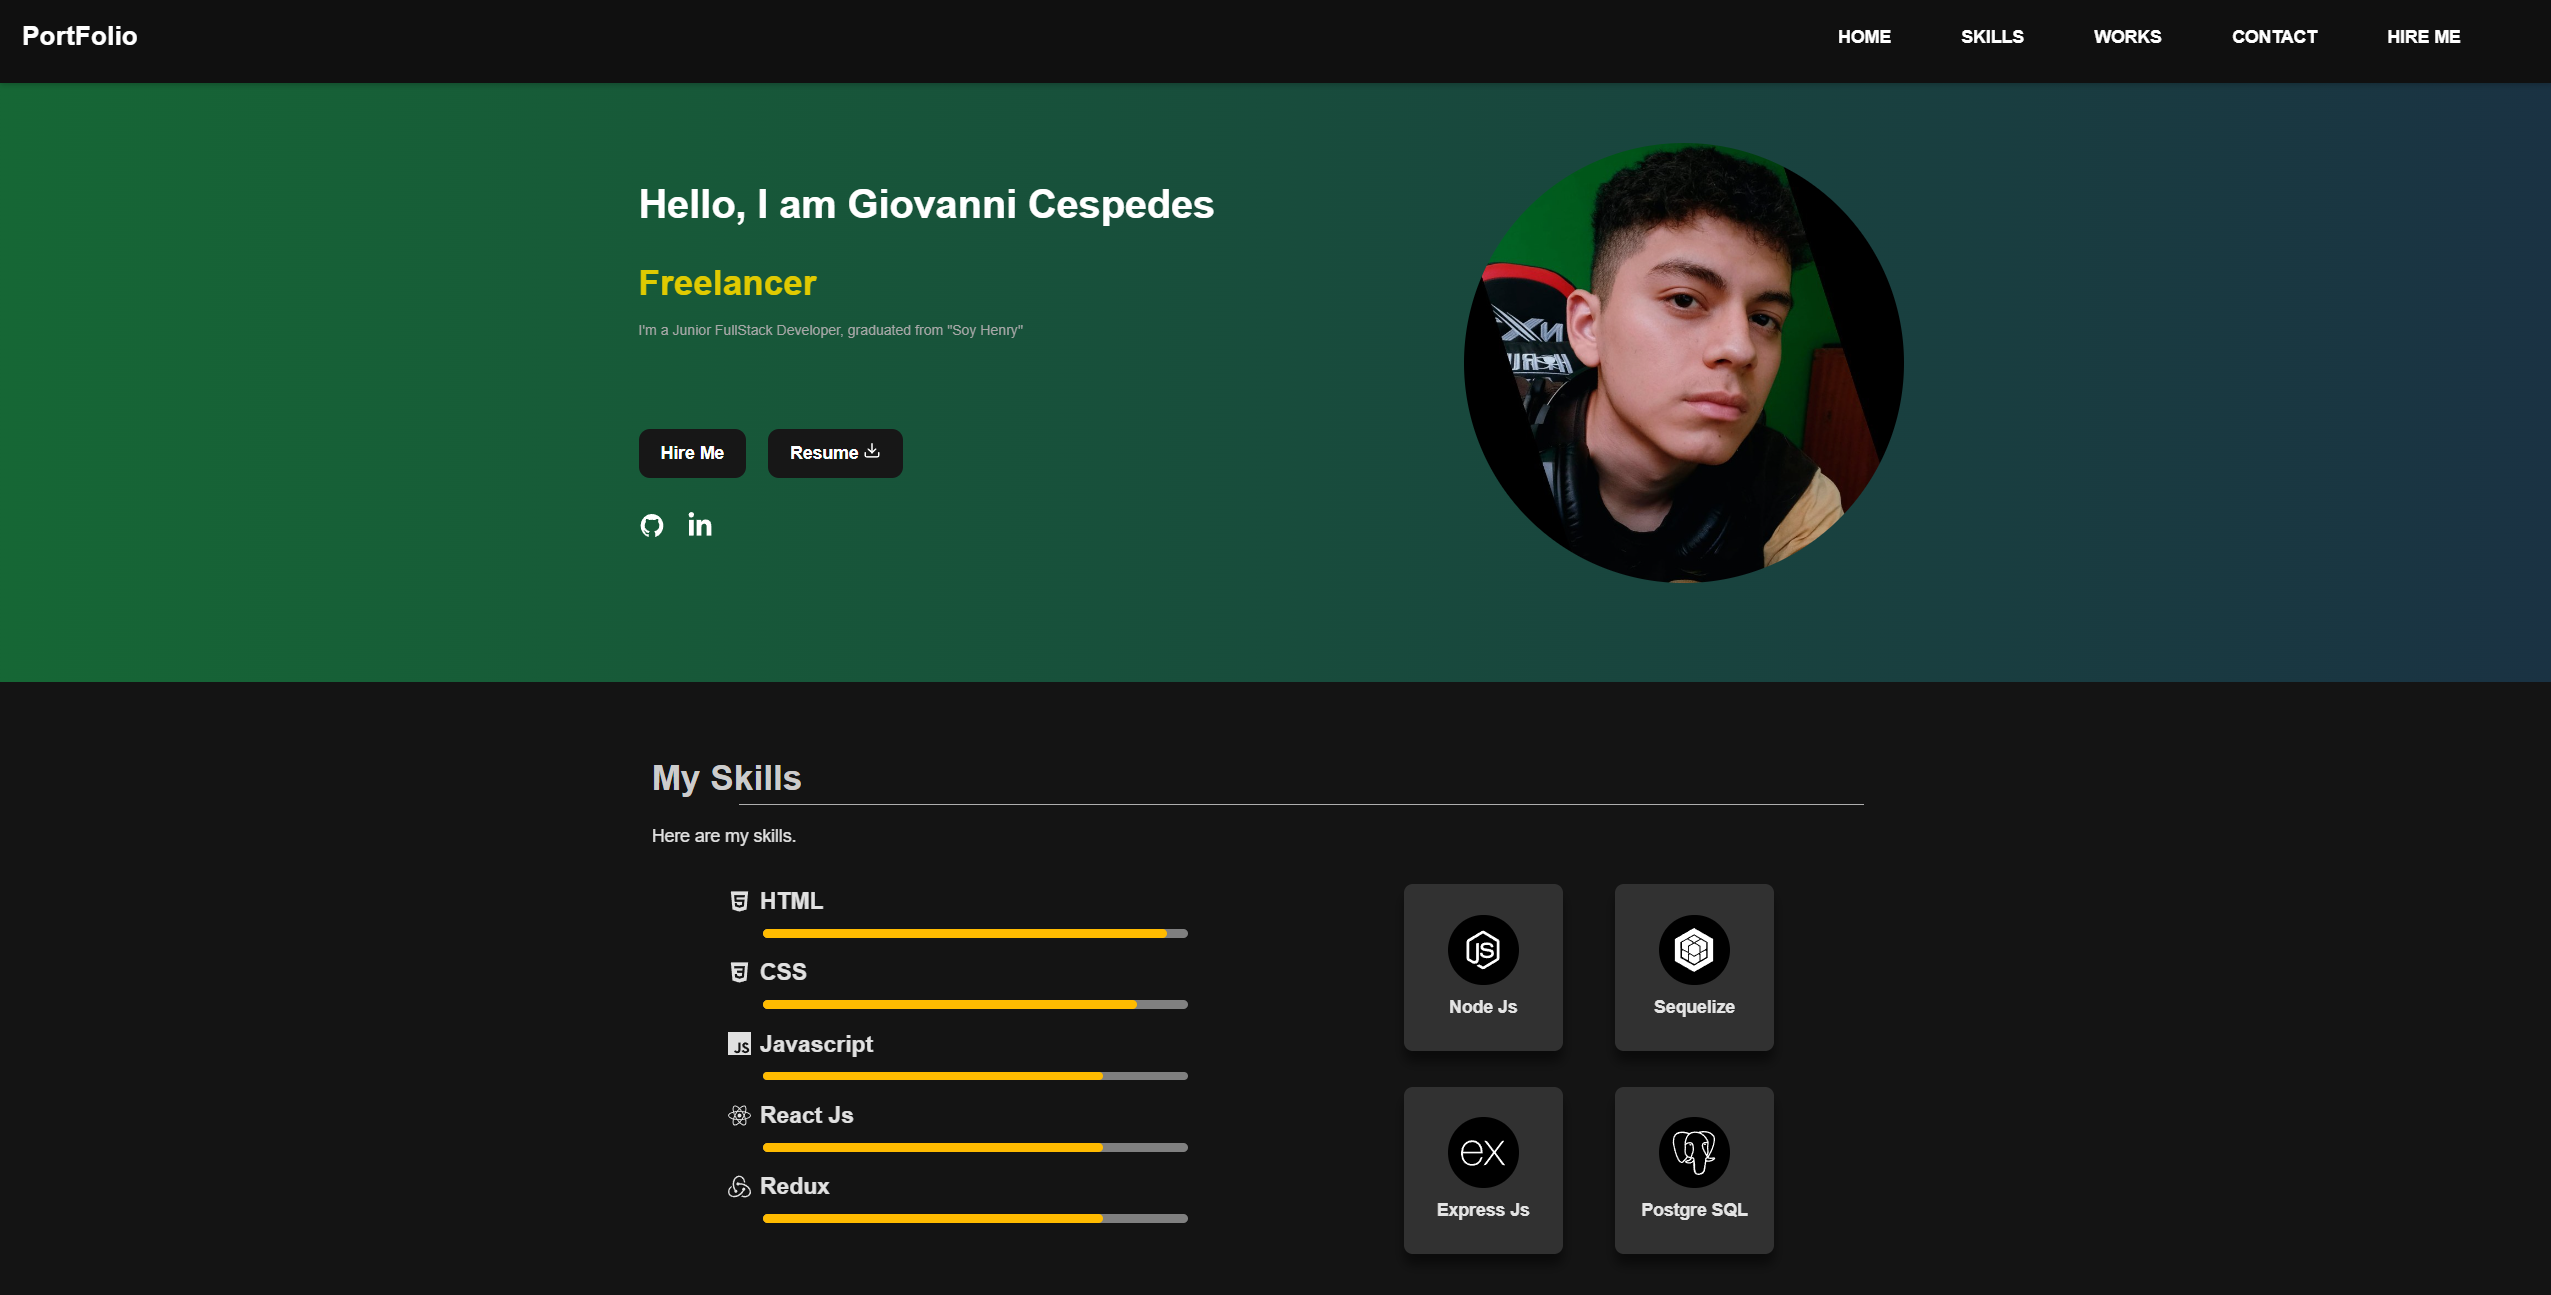 PortFolio
HOME
SKILLS
WORKS
CONTACT
HIRE ME
Hello, I am Giovanni Cespedes
Freelancer
I'm a Junior FullStack Developer, graduated from "Soy Henry"
Hire Me
Resume
in
My Skills
Here are my skills.
HTML
CSS
JS
Javascript
React Js
Redux
JS
Node Js
Sequelize
ex
Express Js
Postgre SQL